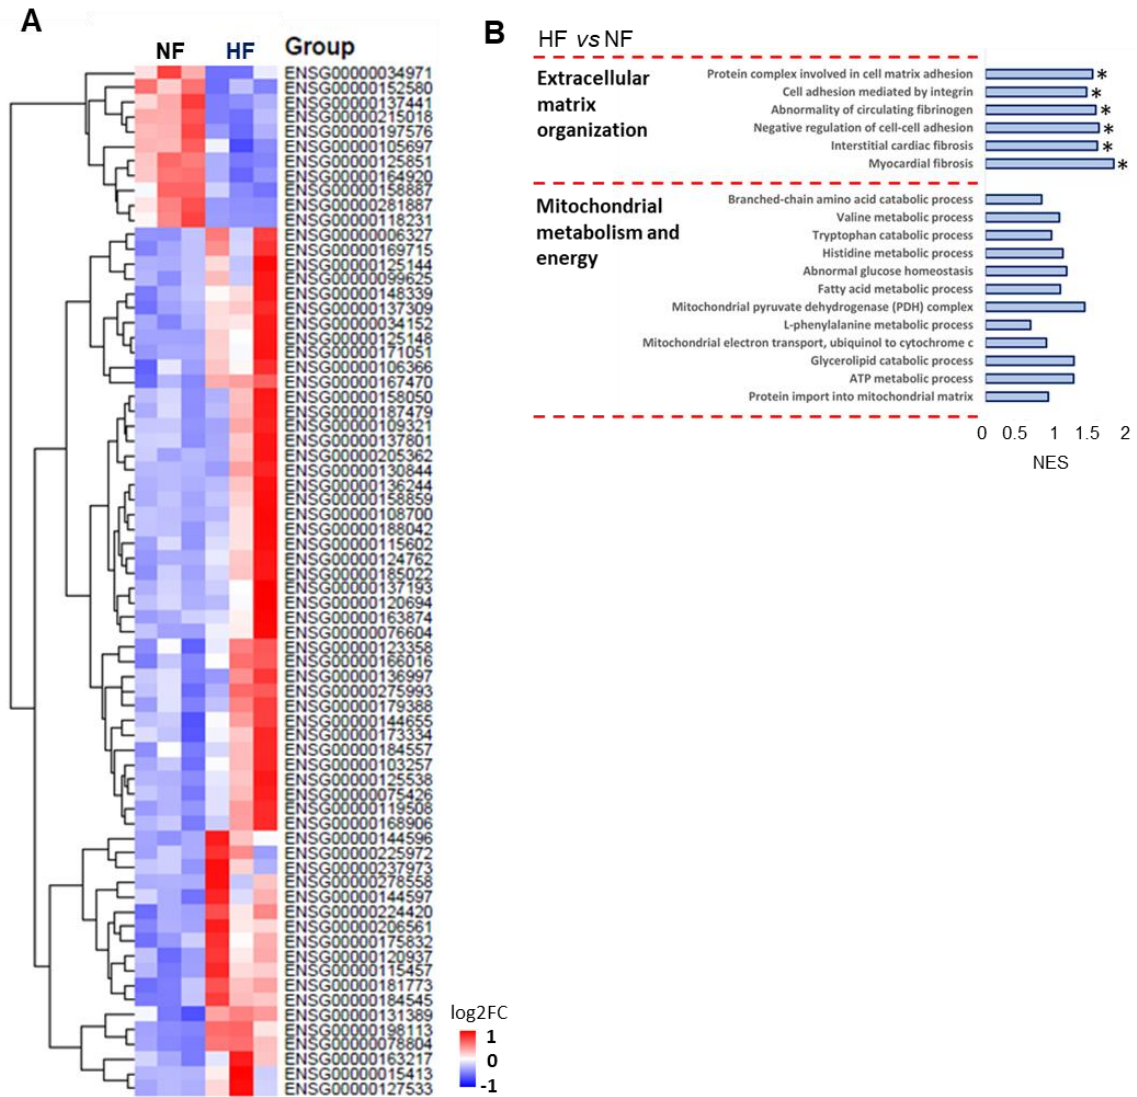 A
NF HF Group
ENSG00000034971
ENSG00000152580
ENSG00000137441
ENSG00000215018
ENSG00000197576
ENSG00000105697
ENSG00000125851
ENSG00000164920
ENSG00000158887
ENSG00000281887
ENSG00000118231
ENSG00000006327
ENSG00000169715
ENSG00000125144
ENSG00000099625
ENSG00000148339
ENSG00000137309
ENSG00000034152
ENSG00000125148
ENSG00000171051
ENSG00000106366
ENSG00000167470
ENSG00000158050
ENSG00000187479
ENSG00000109321
ENSG00000137801
ENSG00000205362
ENSG00000130844
ENSG00000136244
ENSG00000158859
ENSG00000108700
ENSG00000188042
ENSG00000115602
ENSG00000124762
ENSG00000185022
ENSG00000137193
ENSG00000120694
ENSG00000163874
ENSG00000076604
ENSG00000123358
ENSG00000166016
ENSG00000136997
ENSG00000275993
ENSG00000179388
ENSG00000144655
ENSG00000173334
ENSG00000184557
ENSG00000103257
ENSG00000125538
ENSG00000075426
ENSG00000119508
ENSG00000168906
ENSG00000144596
ENSG00000225972
ENSG00000237973
ENSG00000278558
ENSG00000144597
ENSG00000224420
ENSG00000206561
ENSG00000175832
ENSG00000120937
ENSG00000115457
ENSG00000181773
ENSG00000184545
ENSG00000131389
ENSG00000198113
ENSG00000078804
ENSG00000163217
ENSG00000015413
ENSG00000127533
log2FC
1
0
-1
B
HF vs NF
Extracellular
matrix
organization
Protein complex involved in cell matrix adhesion *
Cell adhesion mediated by integrin *
Abnormality of circulating fibrinogen *
Negative regulation of cell-cell adhesion *
Interstitial cardiac fibrosis *
Myocardial fibrosis *
Mitochondrial
metabolism and
energy
Branched-chain amino acid catabolic process
Valine metabolic process
Tryptophan catabolic process
Histidine metabolic process
Abnormal glucose homeostasis
Fatty acid metabolic process
Mitochondrial pyruvate dehydrogenase (PDH) complex
L-phenylalanine metabolic process
Mitochondrial electron transport, ubiquinol to cytochrome c
Glycerolipid catabolic process
ATP metabolic process
Protein import into mitochondrial matrix
0 0.5 1 1.5 2
NES